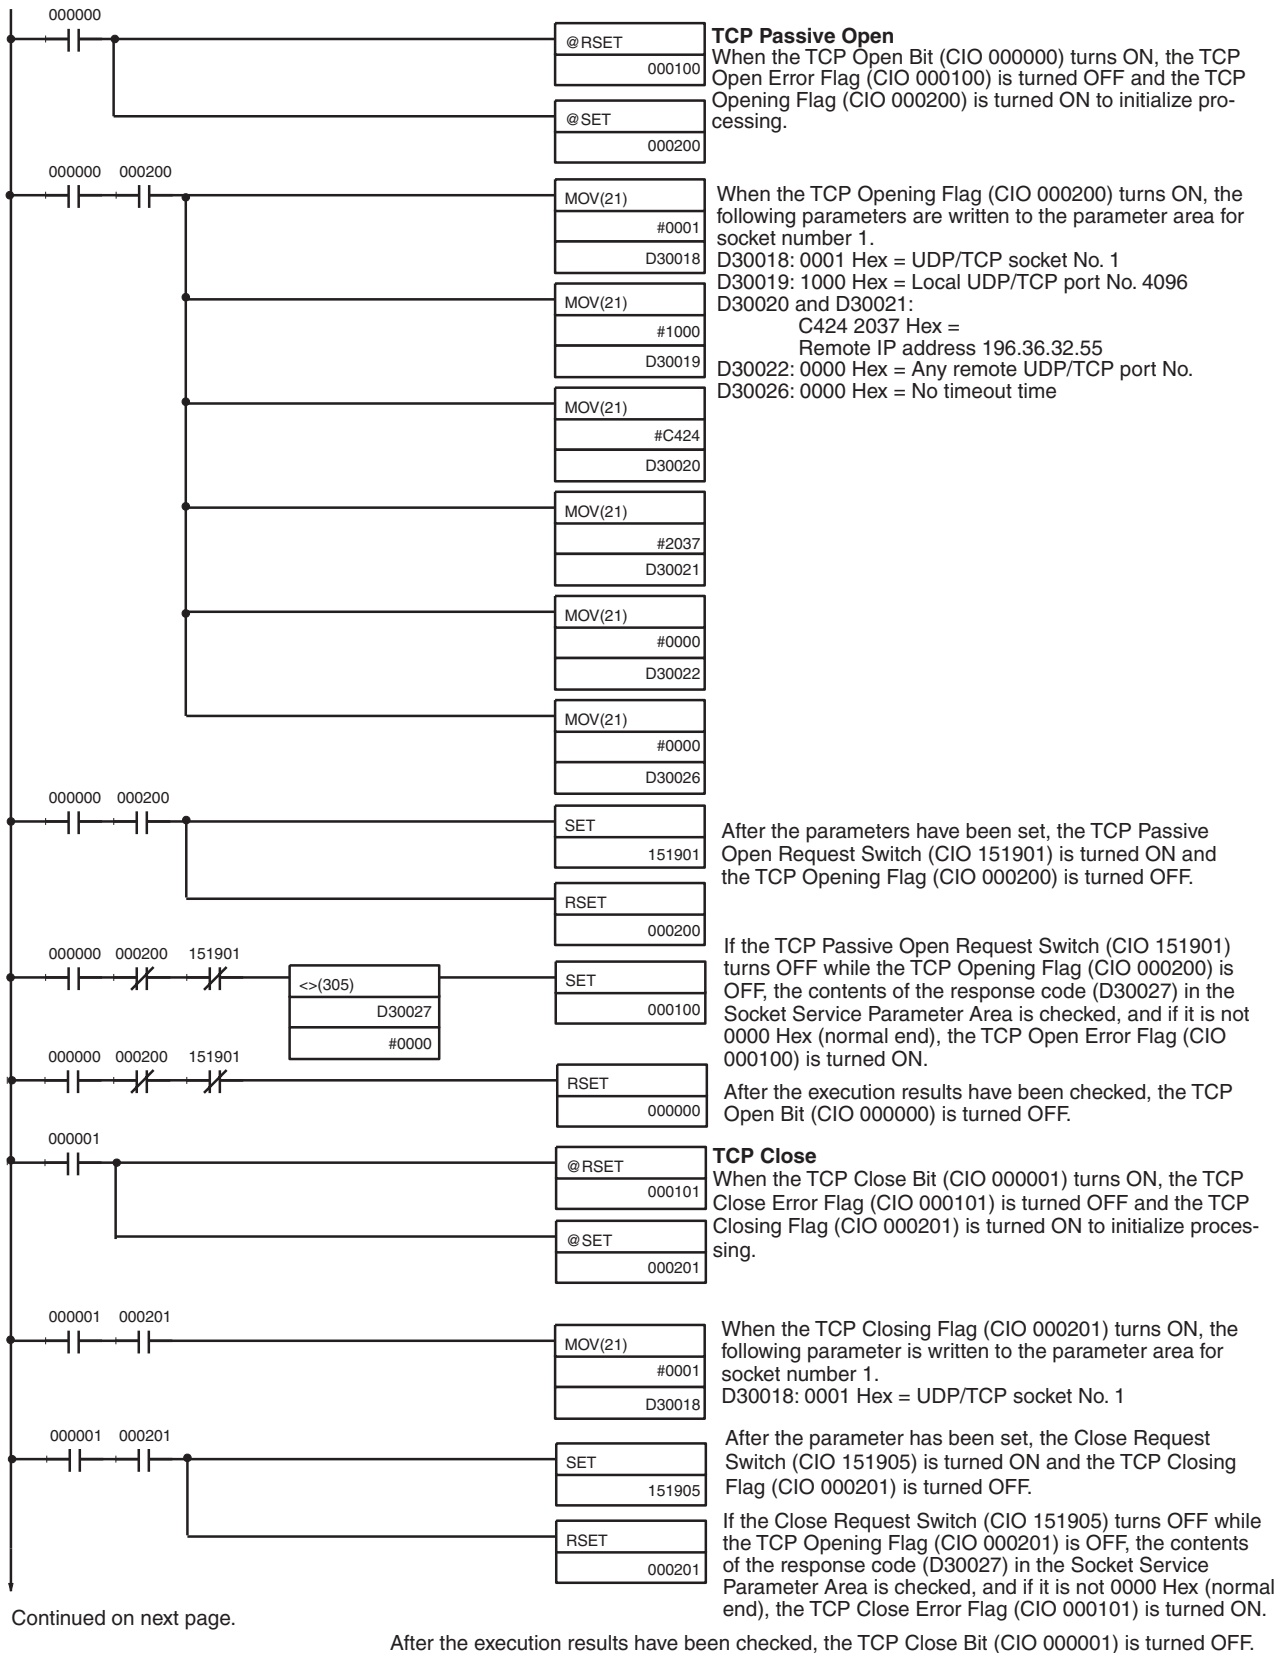 000000
@RSET
000100
TCP Passive Open
When the TCP Open Bit (CIO 000000) turns ON, the TCP
Open Error Flag (CIO 000100) is turned OFF and the TCP
Opening Flag (CIO 000200) is turned ON to initialize pro-
cessing.
@SET
000200
000000 000200
MOV(21)
#0001
D30018
When the TCP Opening Flag (CIO 000200) turns ON, the
following parameters are written to the parameter area for
socket number 1.
D30018: 0001 Hex = UDP/TCP socket No. 1
D30019: 1000 Hex = Local UDP/TCP port No. 4096
D30020 and D30021:
C424 2037 Hex =
Remote IP address 196.36.32.55
D30022: 0000 Hex = Any remote UDP/TCP port No.
D30026: 0000 Hex = No timeout time
MOV(21)
#1000
D30019
MOV(21)
#C424
D30020
MOV(21)
#2037
D30021
MOV(21)
#0000
D30022
MOV(21)
#0000
D30026
000000 000200
SET
151901
After the parameters have been set, the TCP Passive
Open Request Switch (CIO 151901) is turned ON and
the TCP Opening Flag (CIO 000200) is turned OFF.
RSET
000200
000000 000200 151901
<>(305)
D30027
#0000
SET
000100
If the TCP Passive Open Request Switch (CIO 151901)
turns OFF while the TCP Opening Flag (CIO 000200) is
OFF, the contents of the response code (D30027) in the
Socket Service Parameter Area is checked, and if it is not
0000 Hex (normal end), the TCP Open Error Flag (CIO
000100) is turned ON.
000000 000200 151901
RSET
000000
After the execution results have been checked, the TCP
Open Bit (CIO 000000) is turned OFF.
000001
@RSET
000101
TCP Close
When the TCP Close Bit (CIO 000001) turns ON, the TCP
Close Error Flag (CIO 000101) is turned OFF and the TCP
Closing Flag (CIO 000201) is turned ON to initialize proces-
sing.
@SET
000201
000001 000201
MOV(21)
#0001
D30018
When the TCP Closing Flag (CIO 000201) turns ON, the
following parameter is written to the parameter area for
socket number 1.
D30018: 0001 Hex = UDP/TCP socket No. 1
000001 000201
SET
151905
After the parameter has been set, the Close Request
Switch (CIO 151905) is turned ON and the TCP Closing
Flag (CIO 000201) is turned OFF.
RSET
000201
If the Close Request Switch (CIO 151905) turns OFF while
the TCP Opening Flag (CIO 000201) is OFF, the contents
of the response code (D30027) in the Socket Service
Parameter Area is checked, and if it is not 0000 Hex (normal
end), the TCP Close Error Flag (CIO 000101) is turned ON.
Continued on next page.
After the execution results have been checked, the TCP Close Bit (CIO 000001) is turned OFF.